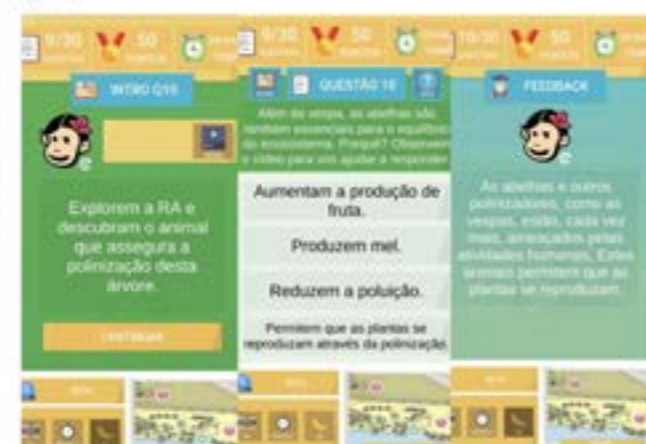 9/30
50
INTRO Q10
Explorem a RA e
descubram o animal
que assegura a
polinização desta
árvore.
CONTINUAR
9/30
50
QUESTÃO 10
Além da vespa, as abelhas são
também essenciais para o equilíbrio
do ecossistema. Porquê? Observem
o vídeo para vos ajudar a responder.
Aumentam a produção de
fruta.
Produzem mel.
Reduzem a poluição.
Permitem que as plantas se
reproduzam através da polinização.
10/30
50
FEEDBACK
As abelhas e outros
polinizadores, como as
vespas, estão, cada vez
mais, ameaçados pelas
atividades humanas. Estes
animais permitem que as
plantas se reproduzam.